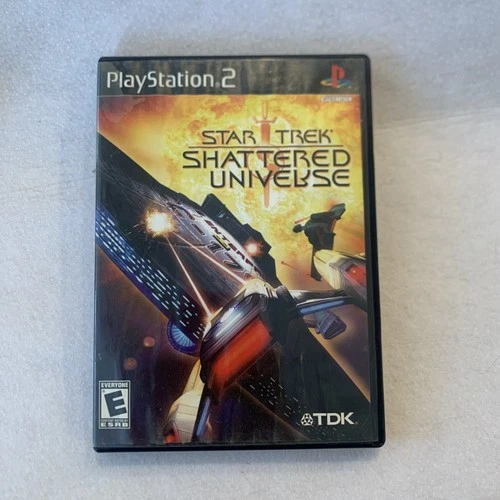 PlayStation 2
STAR TREK
SHATTERED
UNIVERSE
EVERYONE
E
ESRB
TDK